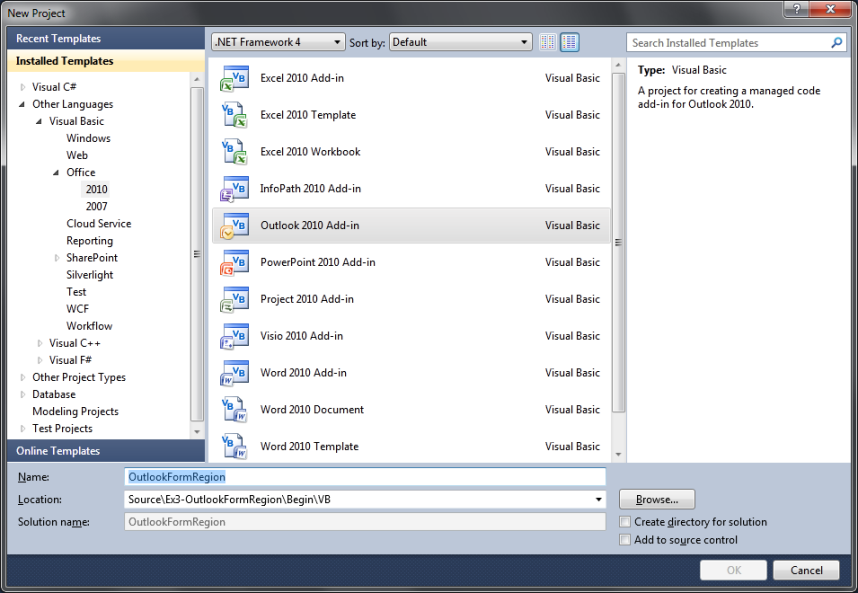 New Project
Recent Templates
Installed Templates
Visual C#
Other Languages
Visual Basic
Windows
Web
Office
2010
2007
Cloud Service
Reporting
SharePoint
Silverlight
Test
WCF
Workflow
Visual C++
Visual F#
Other Project Types
Database
Modeling Projects
Test Projects
Online Templates
.NET Framework 4 Sort by: Default
Excel 2010 Add-in Visual Basic
Excel 2010 Template Visual Basic
Excel 2010 Workbook Visual Basic
InfoPath 2010 Add-in Visual Basic
Outlook 2010 Add-in Visual Basic
PowerPoint 2010 Add-in Visual Basic
Project 2010 Add-in Visual Basic
Visio 2010 Add-in Visual Basic
Word 2010 Add-in Visual Basic
Word 2010 Document Visual Basic
Word 2010 Template Visual Basic
Search Installed Templates
Type: Visual Basic
A project for creating a managed code
add-in for Outlook 2010.
Name: OutlookFormRegion
Location: Source\Ex3-OutlookFormRegion\Begin\VB Browse...
Solution name: OutlookFormRegion
Create directory for solution
Add to source control
OK Cancel